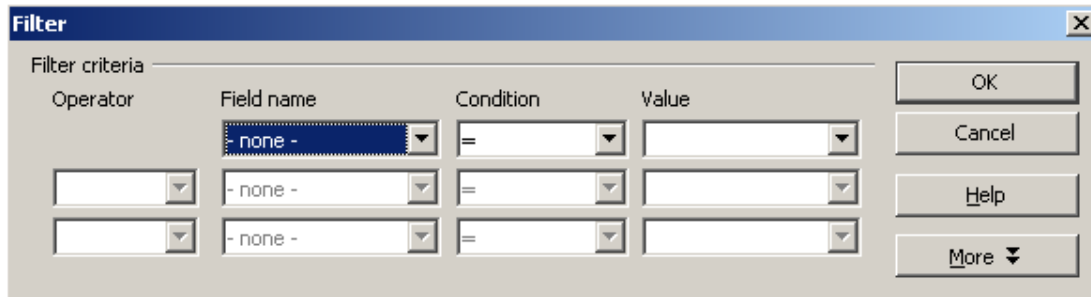 Filter
Filter criteria
Operator Field name Condition Value
- none - =
- none - =
- none - =
OK
Cancel
Help
More